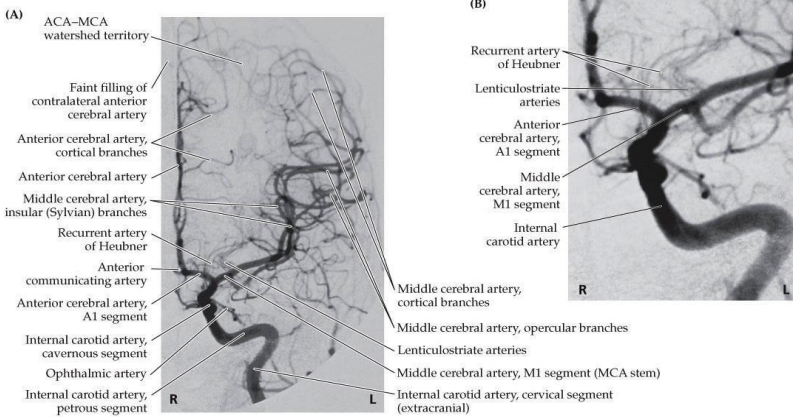 (A)
ACA–MCA
watershed territory
Faint filling of
contralateral anterior
cerebral artery
Anterior cerebral artery,
cortical branches
Anterior cerebral artery
Middle cerebral artery,
insular (Sylvian) branches
Recurrent artery
of Heubner
Anterior
communicating artery
Anterior cerebral artery,
A1 segment
Internal carotid artery,
cavernous segment
Ophthalmic artery
Internal carotid artery,
petrous segment
R
L
Middle cerebral artery,
cortical branches
Middle cerebral artery, opercular branches
Lenticulostriate arteries
Middle cerebral artery, M1 segment (MCA stem)
Internal carotid artery, cervical segment
(extracranial)
(B)
Recurrent artery
of Heubner
Lenticulostriate
arteries
Anterior
cerebral artery,
A1 segment
Middle
cerebral artery,
M1 segment
Internal
carotid artery
R
L